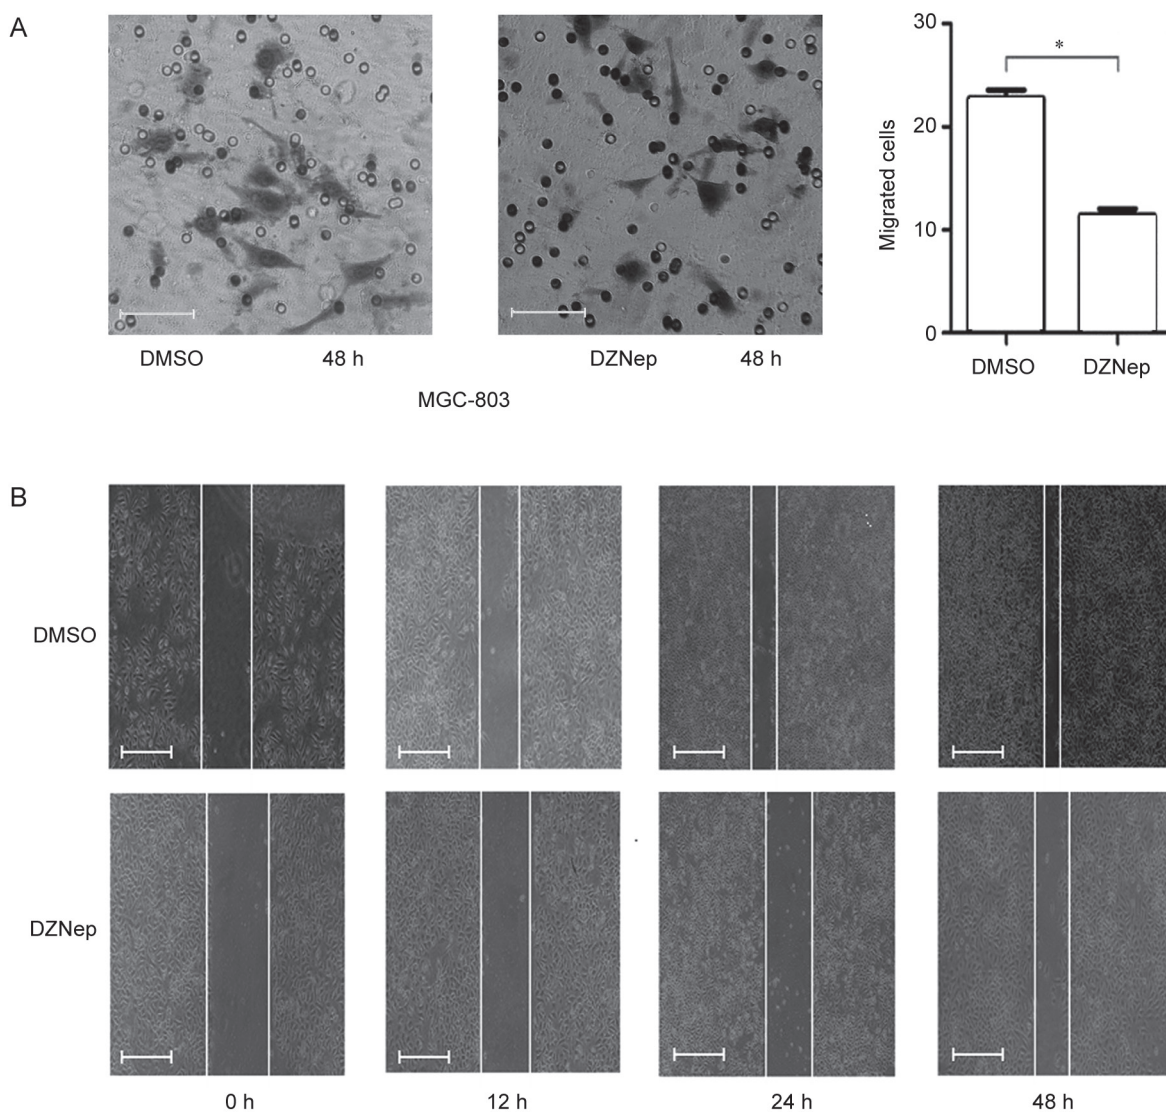 A
30
*
20
Migrated cells
10
0
DMSO
48 h
DZNep
48 h
DMSO
DZNep
MGC-803
B
DMSO
DZNep
0 h
12 h
24 h
48 h